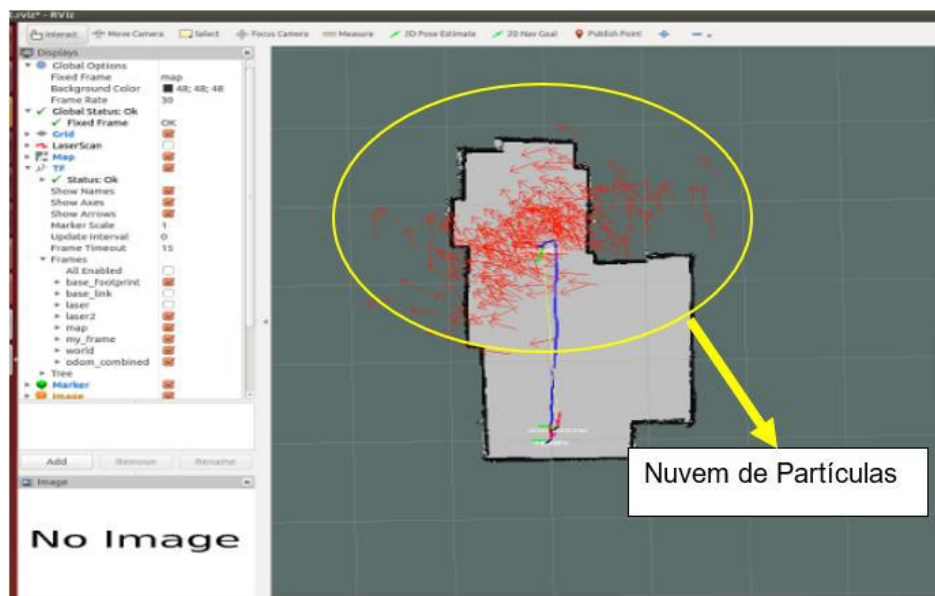 .rviz* - RViz
Interact Move Camera Select Focus Camera Measure 2D Pose Estimate 2D Nav Goal Publish Point
Displays
Global Options
Fixed Frame map
Background Color 48; 48; 48
Frame Rate 30
Global Status: Ok
Fixed Frame OK
Grid
LaserScan
Map
TF
Status: Ok
Show Names
Show Axes
Show Arrows
Marker Scale 1
Update Interval 0
Frame Timeout 15
Frames
All Enabled
base_footprint
base_link
laser
laser2
map
my_frame
world
odom_combined
Tree
Marker
Image
Add Remove Rename
Image
No Image
Nuvem de Partículas